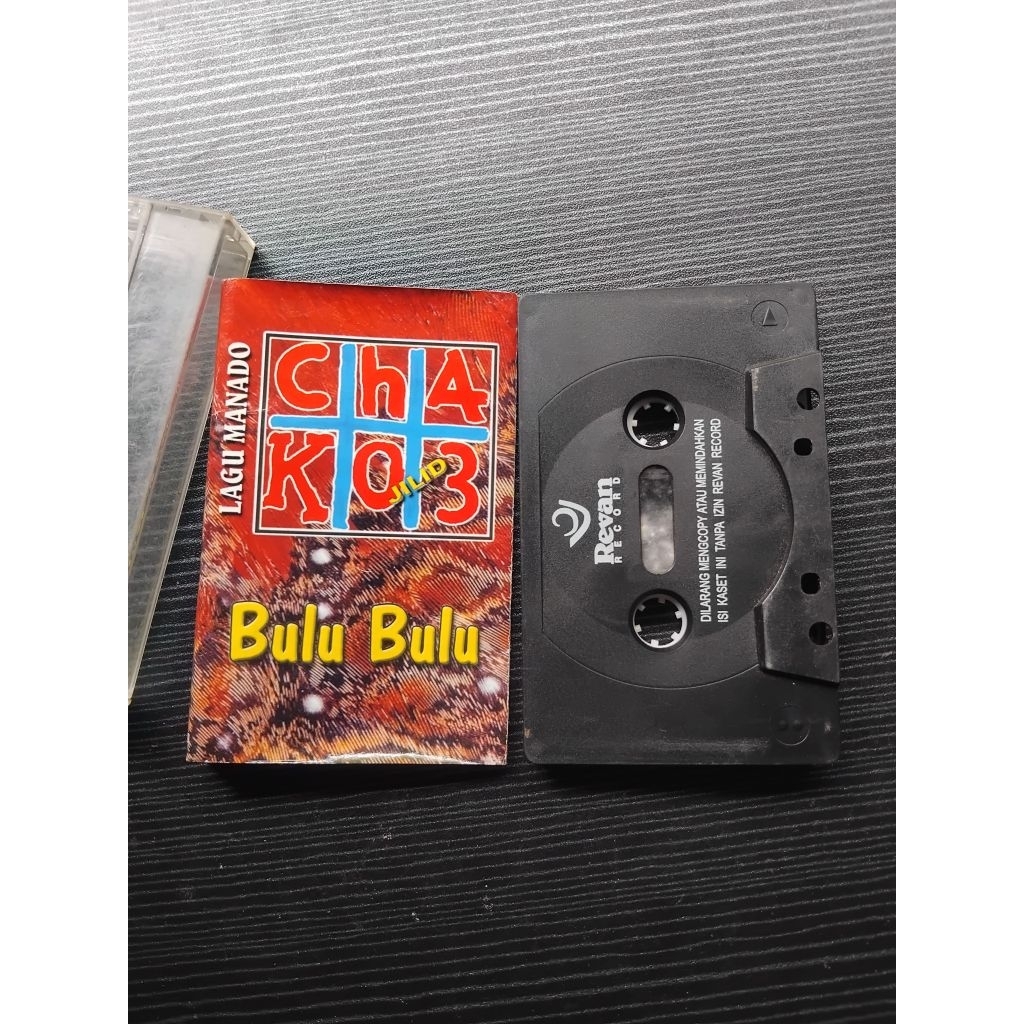 LAGU MANADO
ChA
KO 3
JILID
Bulu Bulu
Revan
RECORD
DILARANG MENGCOPY ATAU MEMINDAHKAN
ISI KASET INI TANPA IZIN REVAN RECORD